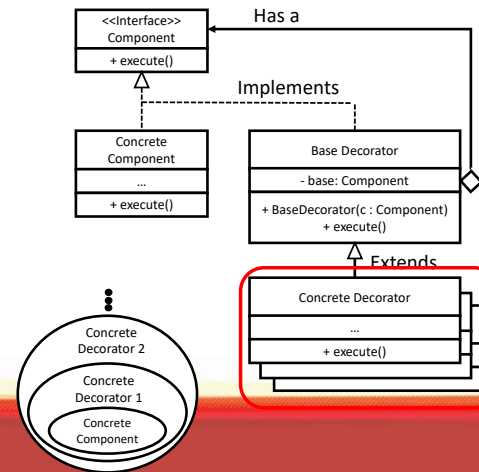 Has a
<<Interface>>
Component
+ execute()
Implements
Concrete
Component
...
+ execute()
Base Decorator
- base: Component
+ BaseDecorator(c : Component)
+ execute()
Extends
Concrete Decorator
...
+ execute()
Concrete
Decorator 2
Concrete
Decorator 1
Concrete
Component